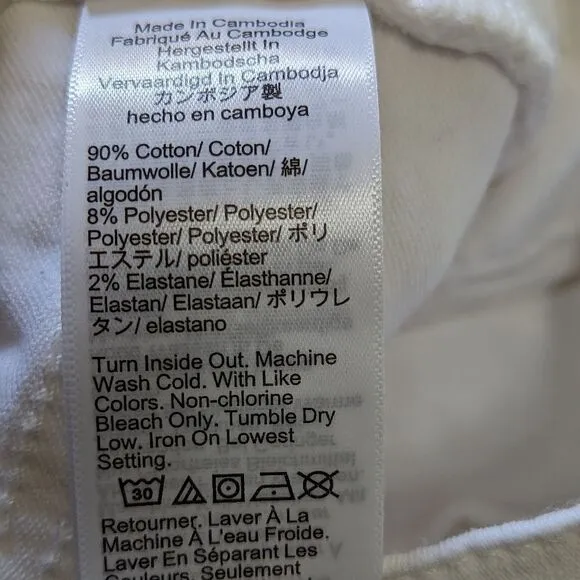 Made In Cambodia
Fabriqué Au Cambodge
Hergestellt In
Kambodscha
Vervaardigd In Cambodja
カンボジア製
hecho en camboya
90% Cotton/ Coton/
Baumwolle/ Katoen/ 綿/
algodón
8% Polyester/ Polyester/
Polyester/ Polyester/ ポリ
エステル/ poliéster
2% Elastane/ Élasthanne/
Elastan/ Elastaan/ ポリウレ
タン/ elastano
Turn Inside Out. Machine
Wash Cold. With Like
Colors. Non-chlorine
Bleach Only. Tumble Dry
Low. Iron On Lowest
Setting.
30
Retourner. Laver À La
Machine À L'eau Froide.
Laver En Séparant Les
Couleurs. Seulement